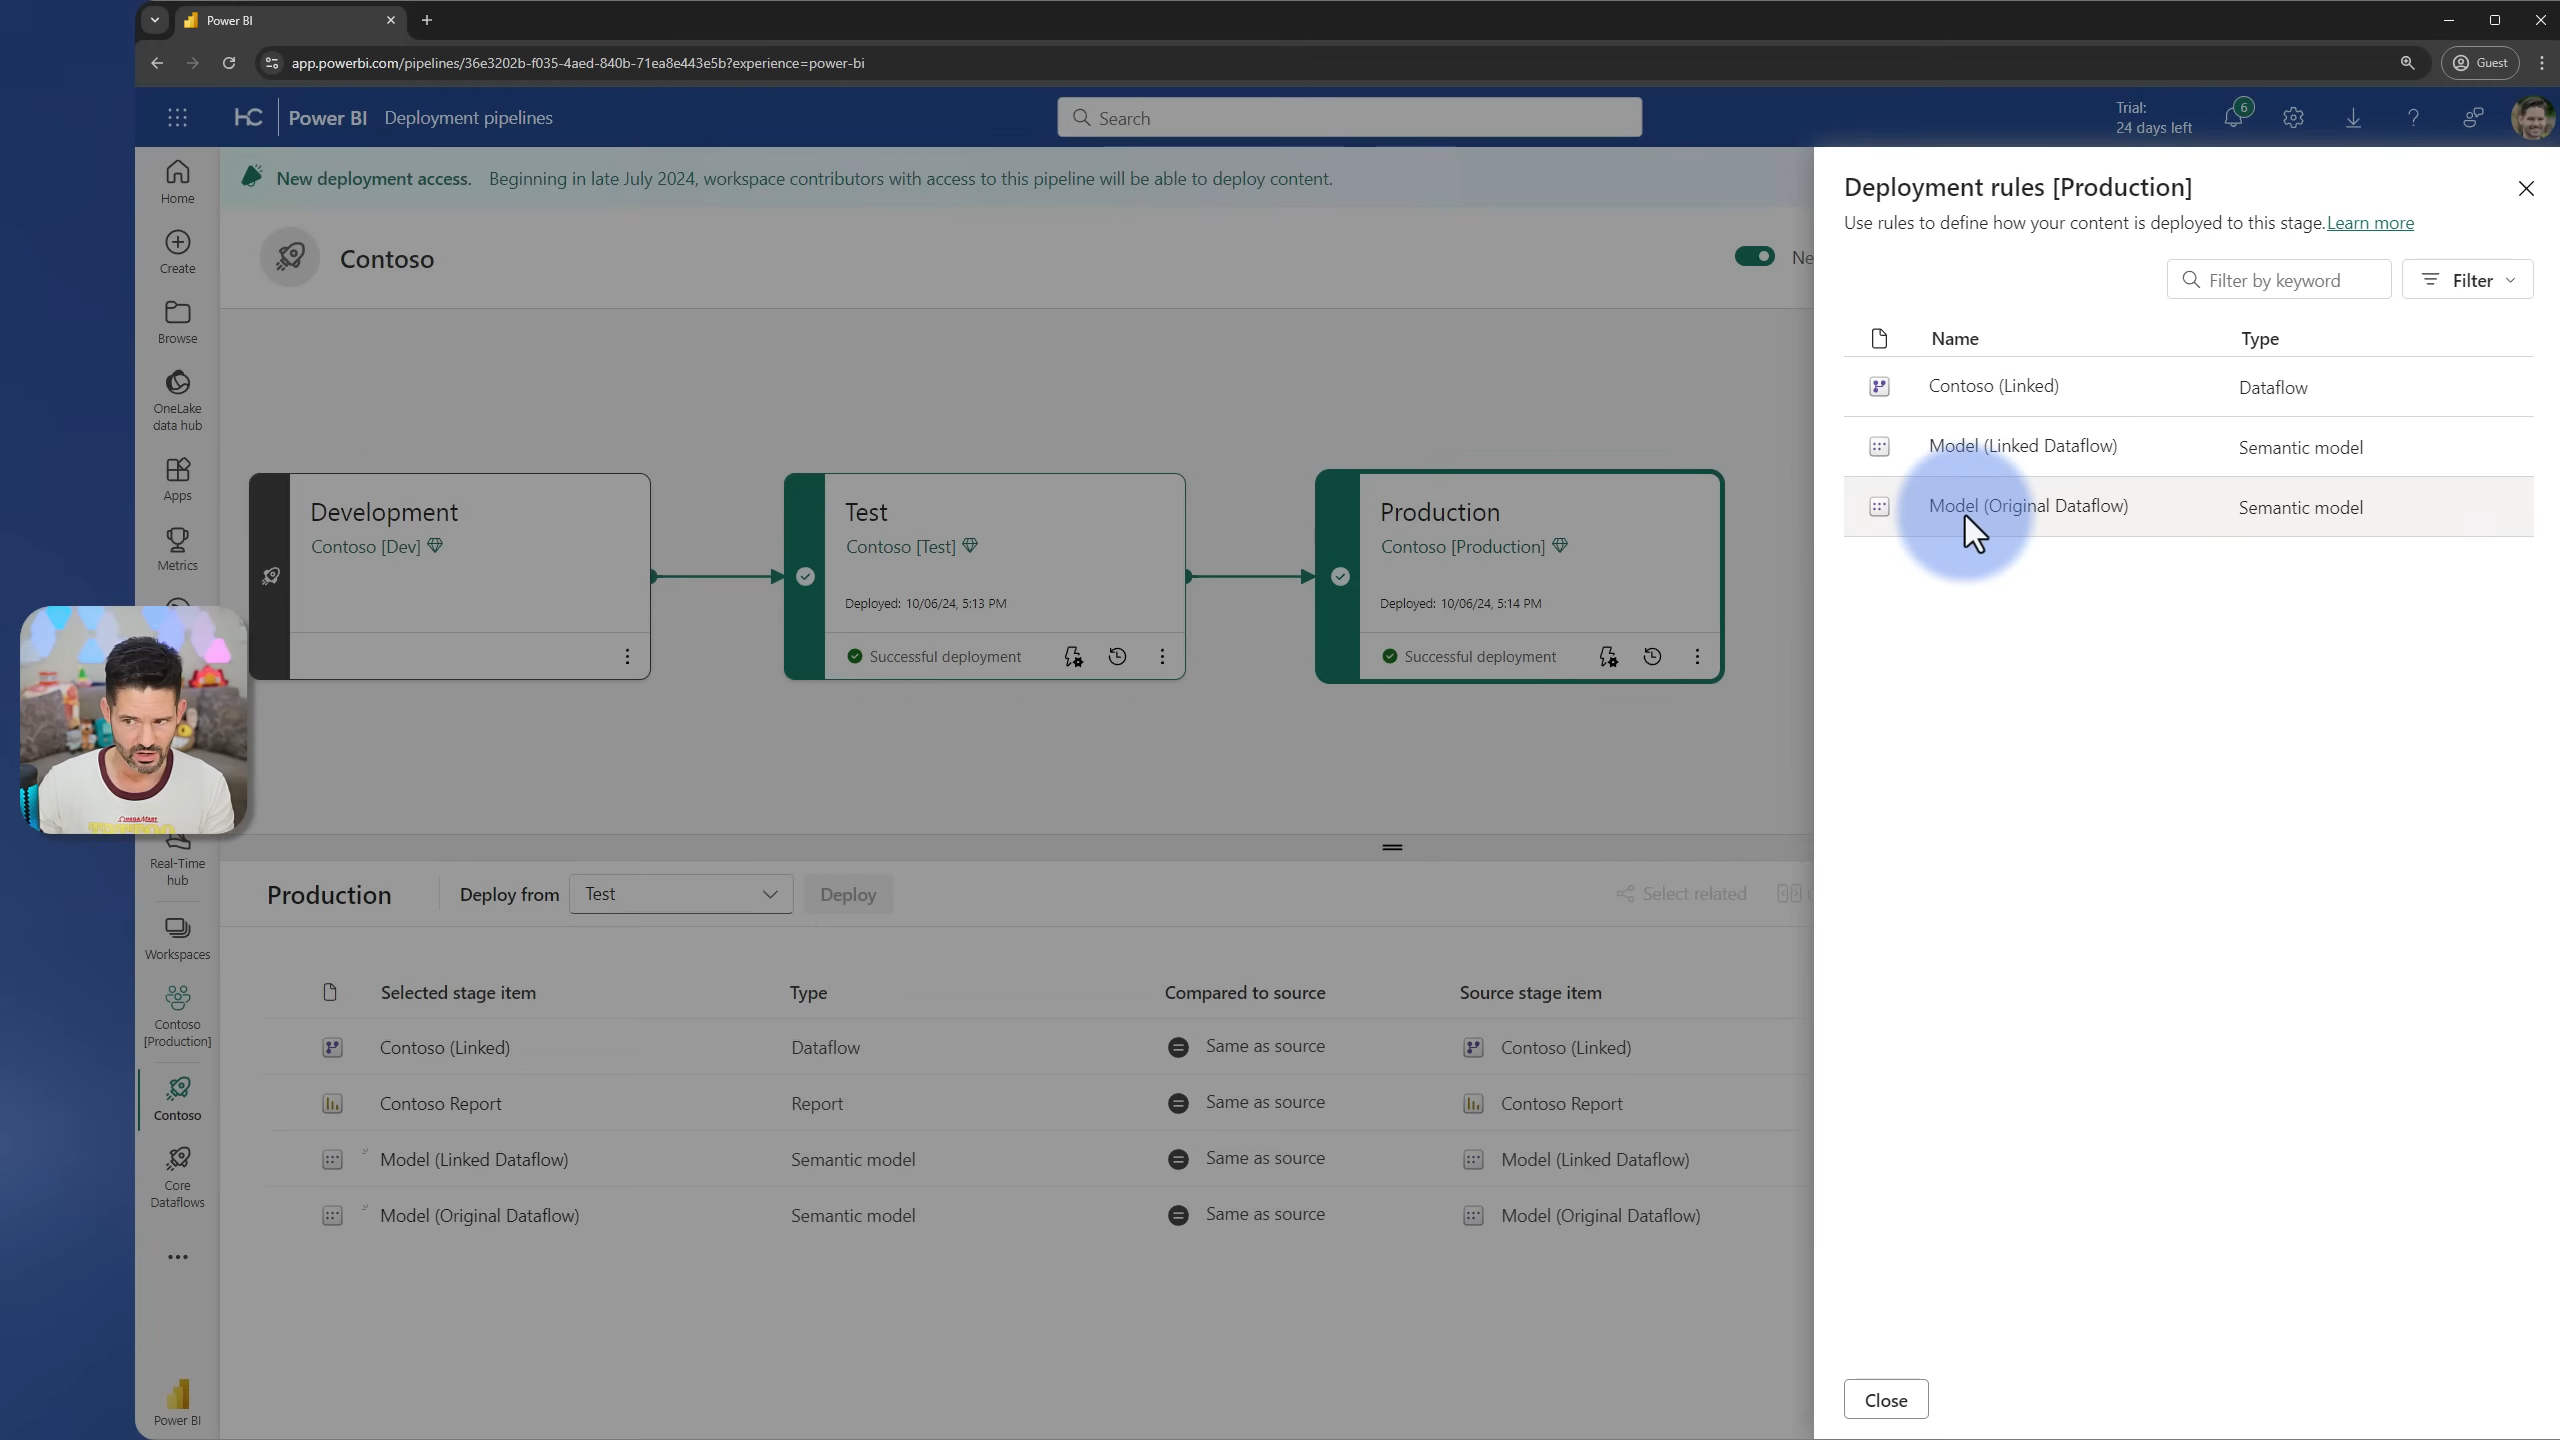 Power BI
app.powerbi.com/pipelines/36e3202b-f035-4aed-840b-71ea8e443e5b?experience=power-bi
Guest
HC
Power BI
Deployment pipelines
Search
Trial:
24 days left
6
Home
Create
Browse
OneLake
data hub
Apps
Metrics
Real-Time
hub
Workspaces
Contoso
[Production]
Contoso
Core
Dataflows
Power BI
New deployment access. Beginning in late July 2024, workspace contributors with access to this pipeline will be able to deploy content.
Contoso
Ne
Development
Contoso [Dev]
Test
Contoso [Test]
Deployed: 10/06/24, 5:13 PM
Successful deployment
Production
Contoso [Production]
Deployed: 10/06/24, 5:14 PM
Successful deployment
Production
Deploy from
Test
Deploy
Select related
Selected stage item Type Compared to source Source stage item
Contoso (Linked) Dataflow Same as source Contoso (Linked)
Contoso Report Report Same as source Contoso Report
Model (Linked Dataflow) Semantic model Same as source Model (Linked Dataflow)
Model (Original Dataflow) Semantic model Same as source Model (Original Dataflow)
Deployment rules [Production]
Use rules to define how your content is deployed to this stage. Learn more
Filter by keyword
Filter
Name Type
Contoso (Linked) Dataflow
Model (Linked Dataflow) Semantic model
Model (Original Dataflow) Semantic model
Close